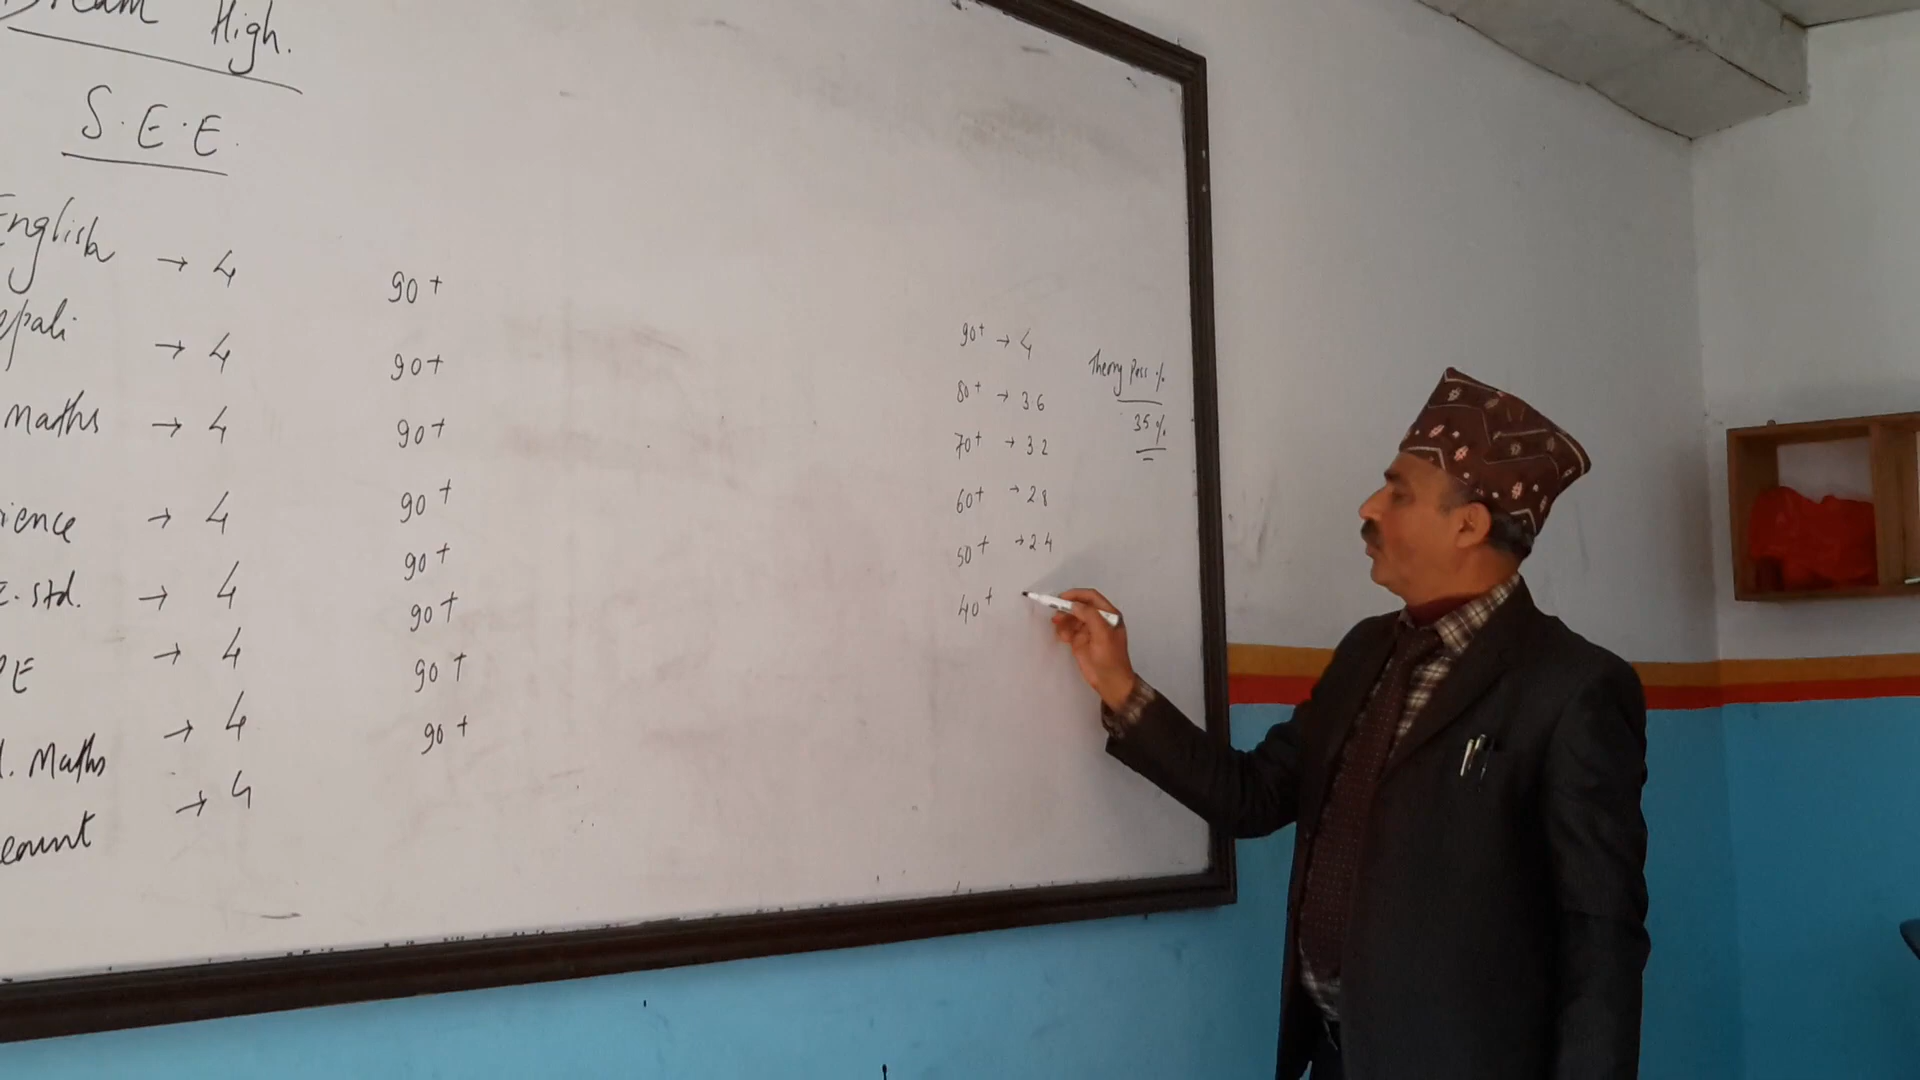 Dream High.
S.E.E.
English → 4 90+
epali → 4 90+
Maths → 4 90+
ience → 4 90+
E. std. → 4 90+
PE → 4 90+
. Maths → 4 90+
count → 4 90+
90+ → 4
80+ → 3.6
70+ → 3.2
60+ → 2.8
50+ → 2.4
40+
Theory Pass %
35%